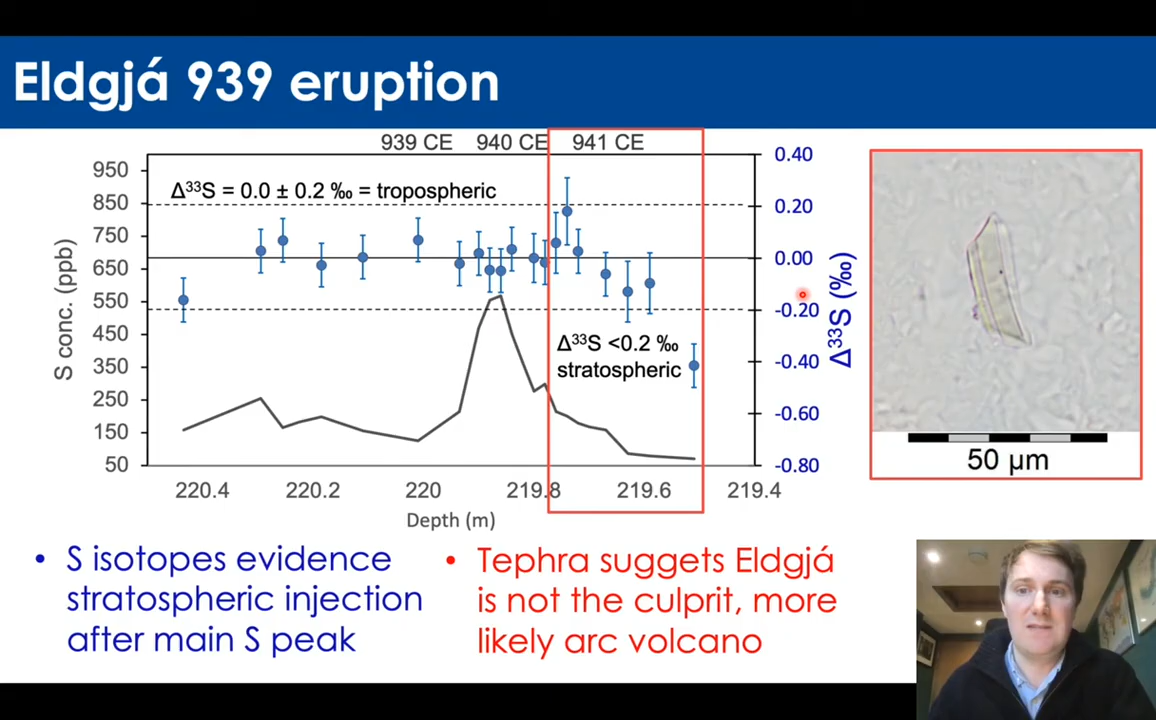 Eldgjá 939 eruption
939 CE 940 CE 941 CE
Δ³³S = 0.0 ± 0.2 ‰ = tropospheric
S conc. (ppb)
950
850
750
650
550
450
350
250
150
50
0.40
0.20
0.00
-0.20
-0.40
-0.60
-0.80
Δ³³S (‰)
Δ³³S <0.2 ‰
stratospheric
220.4 220.2 220 219.8 219.6 219.4
Depth (m)
50 µm
• S isotopes evidence
stratospheric injection
after main S peak
• Tephra suggets Eldgjá
is not the culprit, more
likely arc volcano